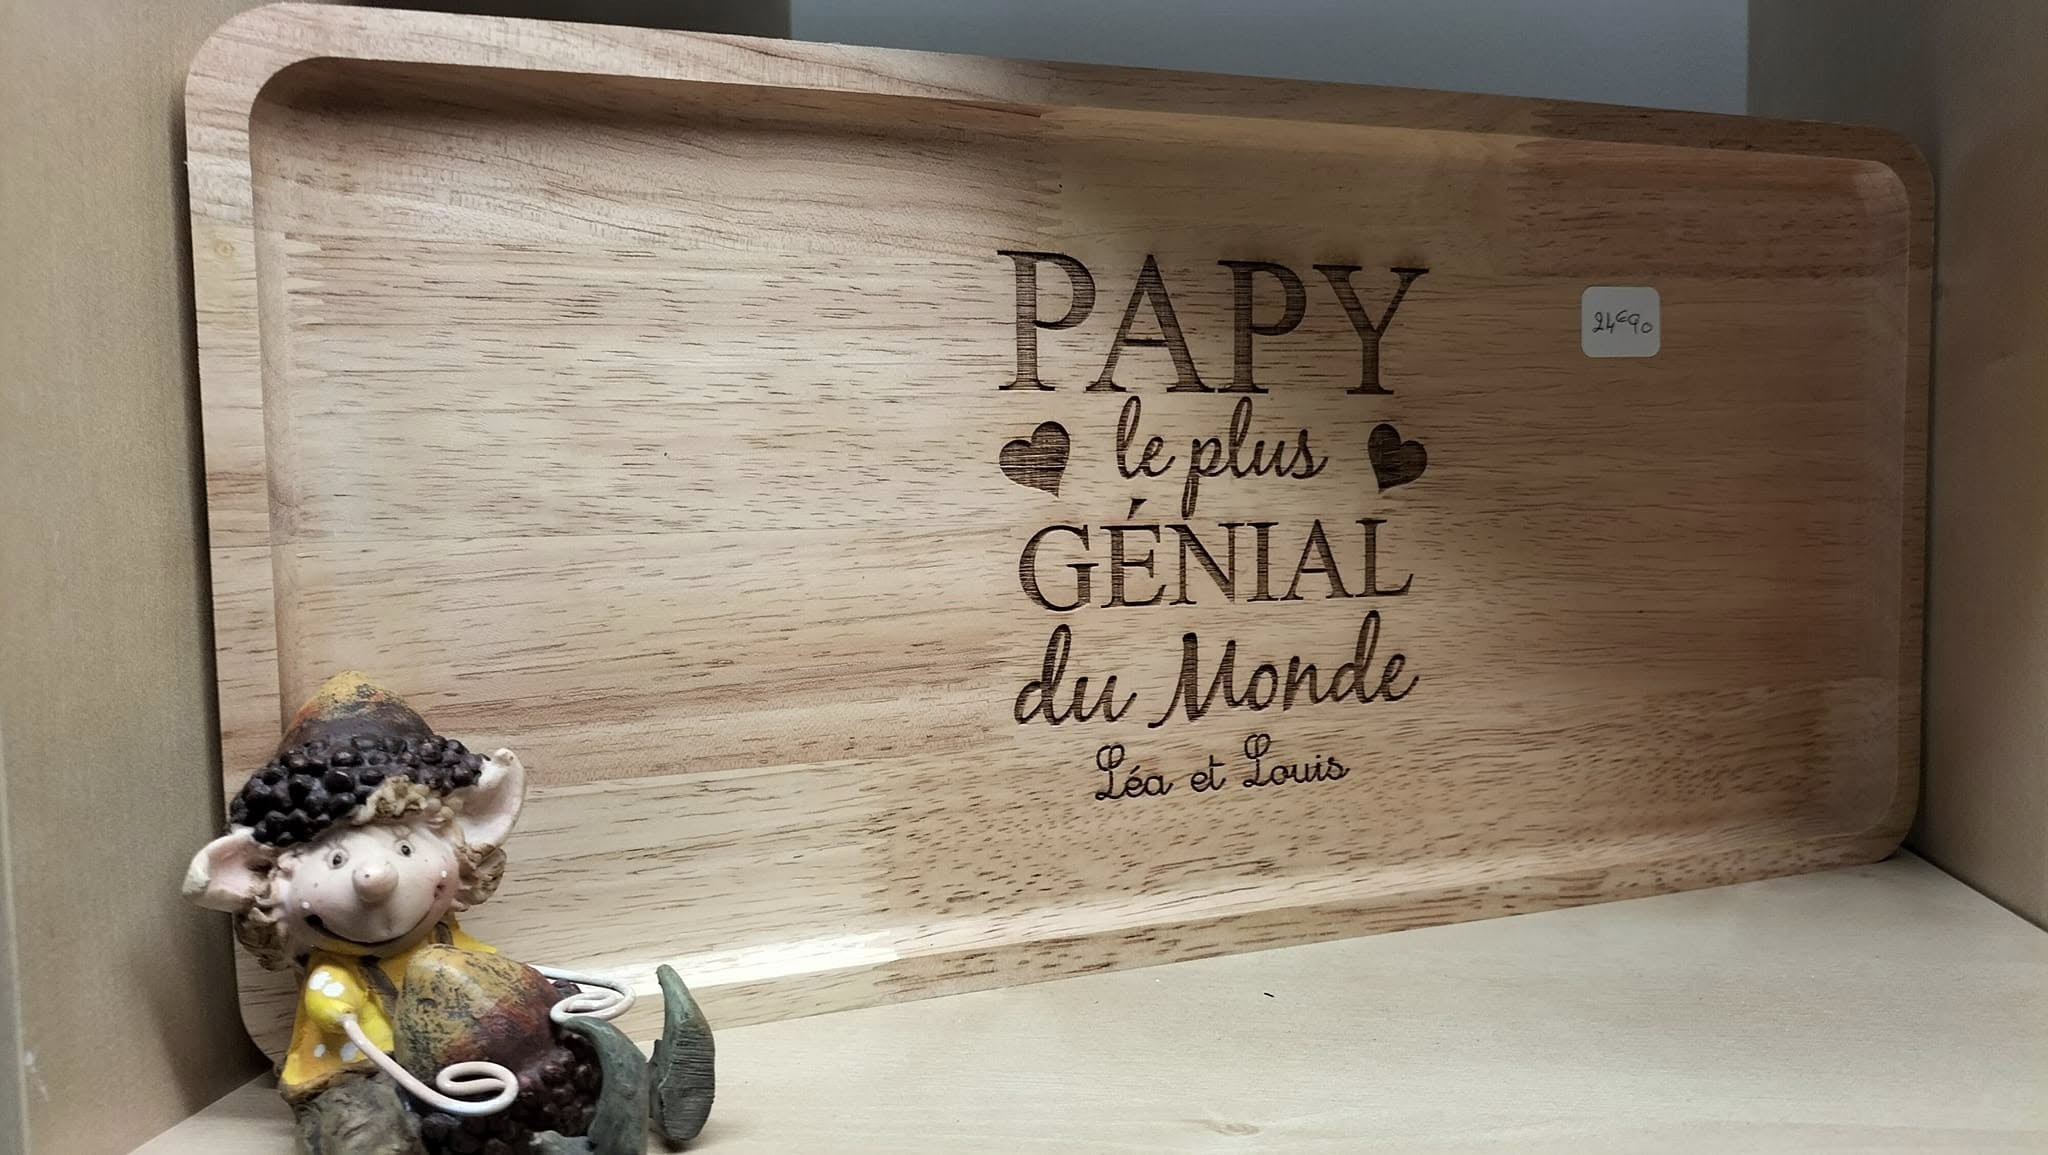 PAPY
24€90
le plus
GÉNIAL
du Monde
Léa et Louis